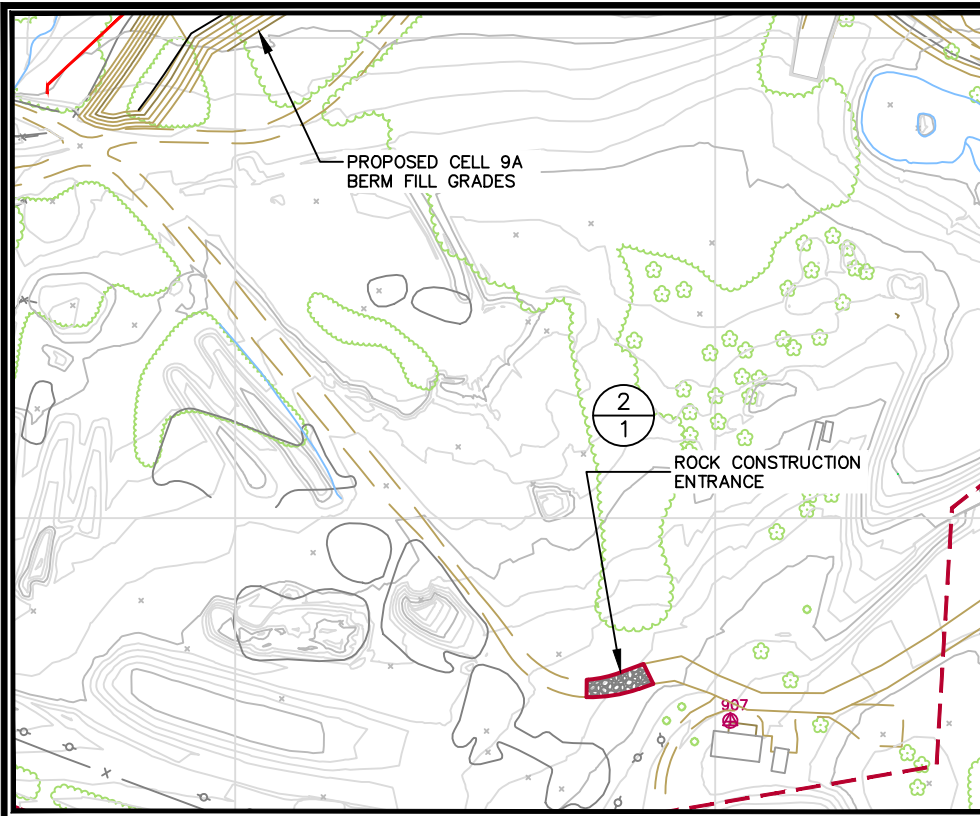 PROPOSED CELL 9A
BERM FILL GRADES
2
1
ROCK CONSTRUCTION
ENTRANCE
907